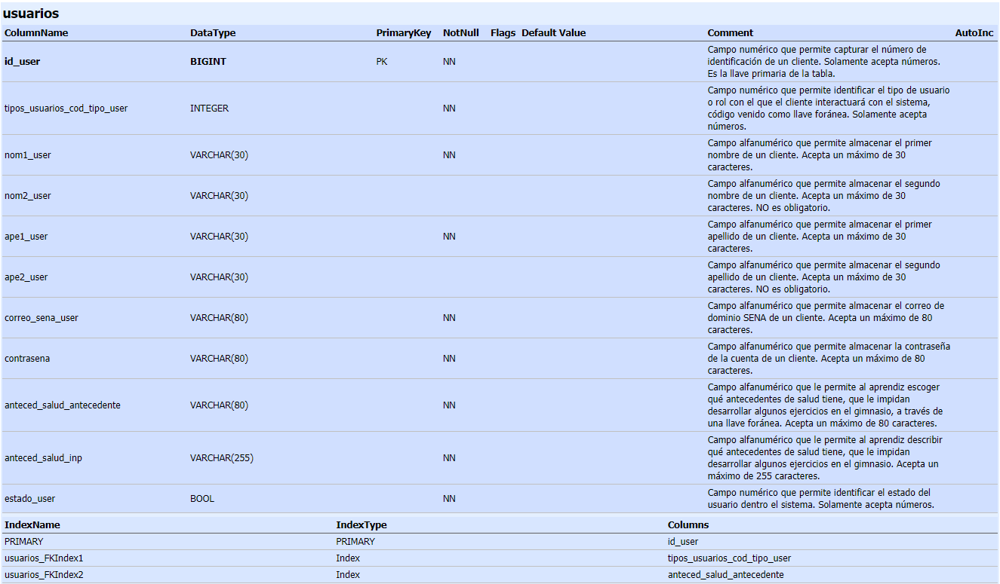 usuarios
ColumnName DataType PrimaryKey NotNull Flags Default Value Comment AutoInc
id_user BIGINT PK NN Campo numérico que permite capturar el número de
identificación de un cliente. Solamente acepta números.
Es la llave primaria de la tabla.
tipos_usuarios_cod_tipo_user INTEGER NN Campo numérico que permite identificar el tipo de usuario
o rol con el que el cliente interactuará con el sistema,
código venido como llave foránea. Solamente acepta
números.
nom1_user VARCHAR(30) NN Campo alfanumérico que permite almacenar el primer
nombre de un cliente. Acepta un máximo de 30
caracteres.
nom2_user VARCHAR(30) Campo alfanumérico que permite almacenar el segundo
nombre de un cliente. Acepta un máximo de 30
caracteres. NO es obligatorio.
ape1_user VARCHAR(30) NN Campo alfanumérico que permite almacenar el primer
apellido de un cliente. Acepta un máximo de 30
caracteres.
ape2_user VARCHAR(30) Campo alfanumérico que permite almacenar el segundo
apellido de un cliente. Acepta un máximo de 30
caracteres. NO es obligatorio.
correo_sena_user VARCHAR(80) NN Campo alfanumérico que permite almacenar el correo de
dominio SENA de un cliente. Acepta un máximo de 80
caracteres.
contrasena VARCHAR(80) NN Campo alfanumérico que permite almacenar la contraseña
de la cuenta de un cliente. Acepta un máximo de 80
caracteres.
anteced_salud_antecedente VARCHAR(80) NN Campo alfanumérico que le permite al aprendiz escoger
qué antecedentes de salud tiene, que le impidan
desarrollar algunos ejercicios en el gimnasio, a través de
una llave foránea. Acepta un máximo de 80 caracteres.
anteced_salud_inp VARCHAR(255) NN Campo alfanumérico que le permite al aprendiz describir
qué antecedentes de salud tiene, que le impidan
desarrollar algunos ejercicios en el gimnasio. Acepta un
máximo de 255 caracteres.
estado_user BOOL NN Campo numérico que permite identificar el estado del
usuario dentro el sistema. Solamente acepta números.
IndexName IndexType Columns
PRIMARY PRIMARY id_user
usuarios_FKIndex1 Index tipos_usuarios_cod_tipo_user
usuarios_FKIndex2 Index anteced_salud_antecedente